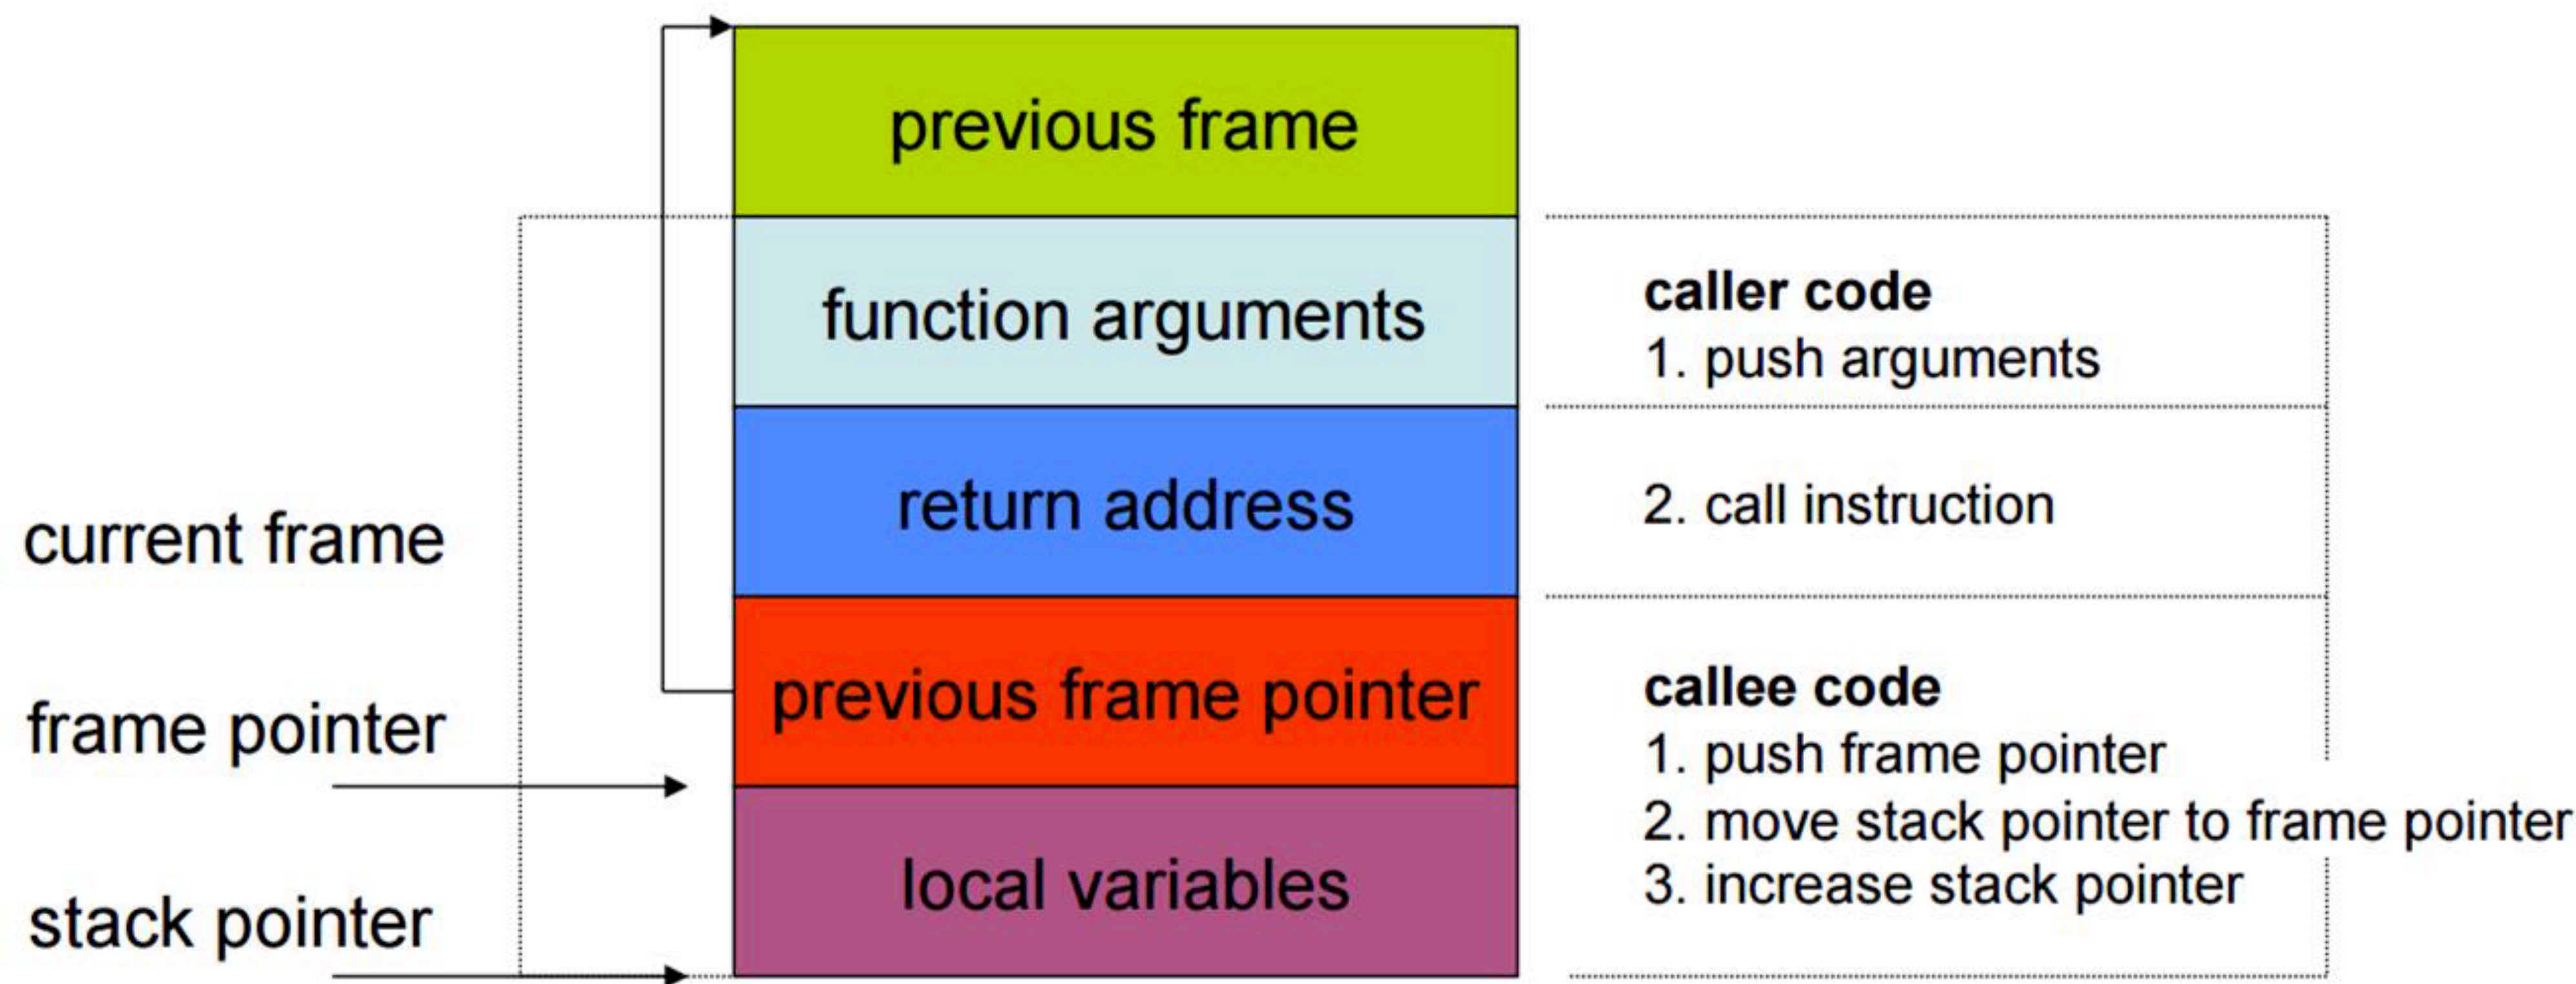 previous frame
function arguments
caller code
1. push arguments
return address
2. call instruction
current frame
previous frame pointer
frame pointer
callee code
1. push frame pointer
2. move stack pointer to frame pointer
3. increase stack pointer
local variables
stack pointer